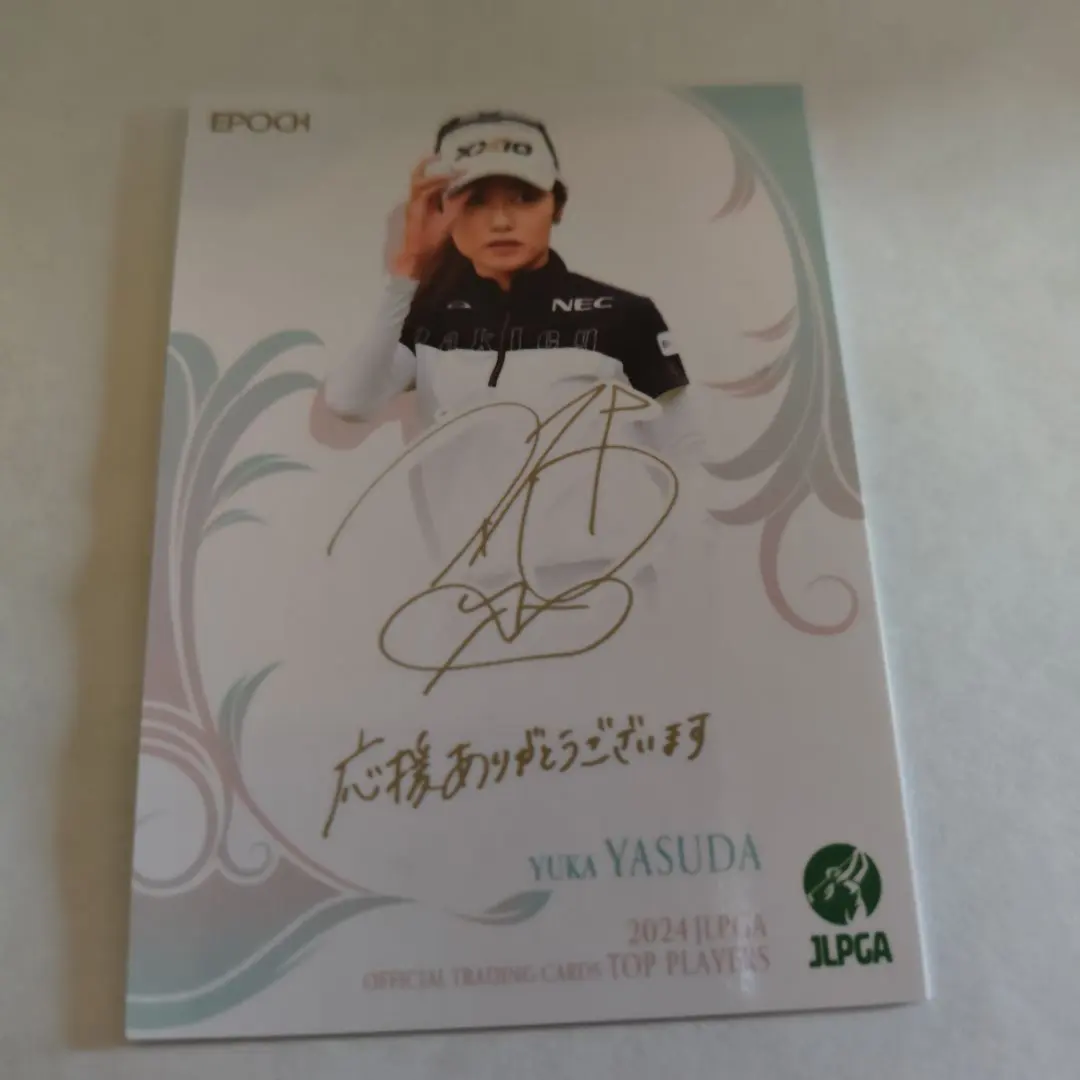 EPOCH
XXIO
NEC
Oakley
応援ありがとうございます
YUKA YASUDA
2024 JLPGA
OFFICIAL TRADING CARDS TOP PLAYERS
JLPGA